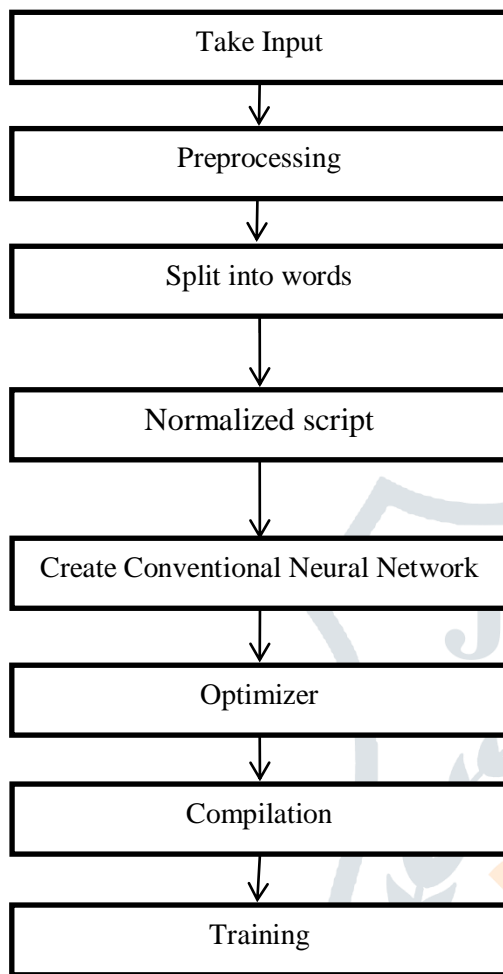 Take Input
Preprocessing
Split into words
Normalized script
Create Conventional Neural Network
Optimizer
Compilation
Training